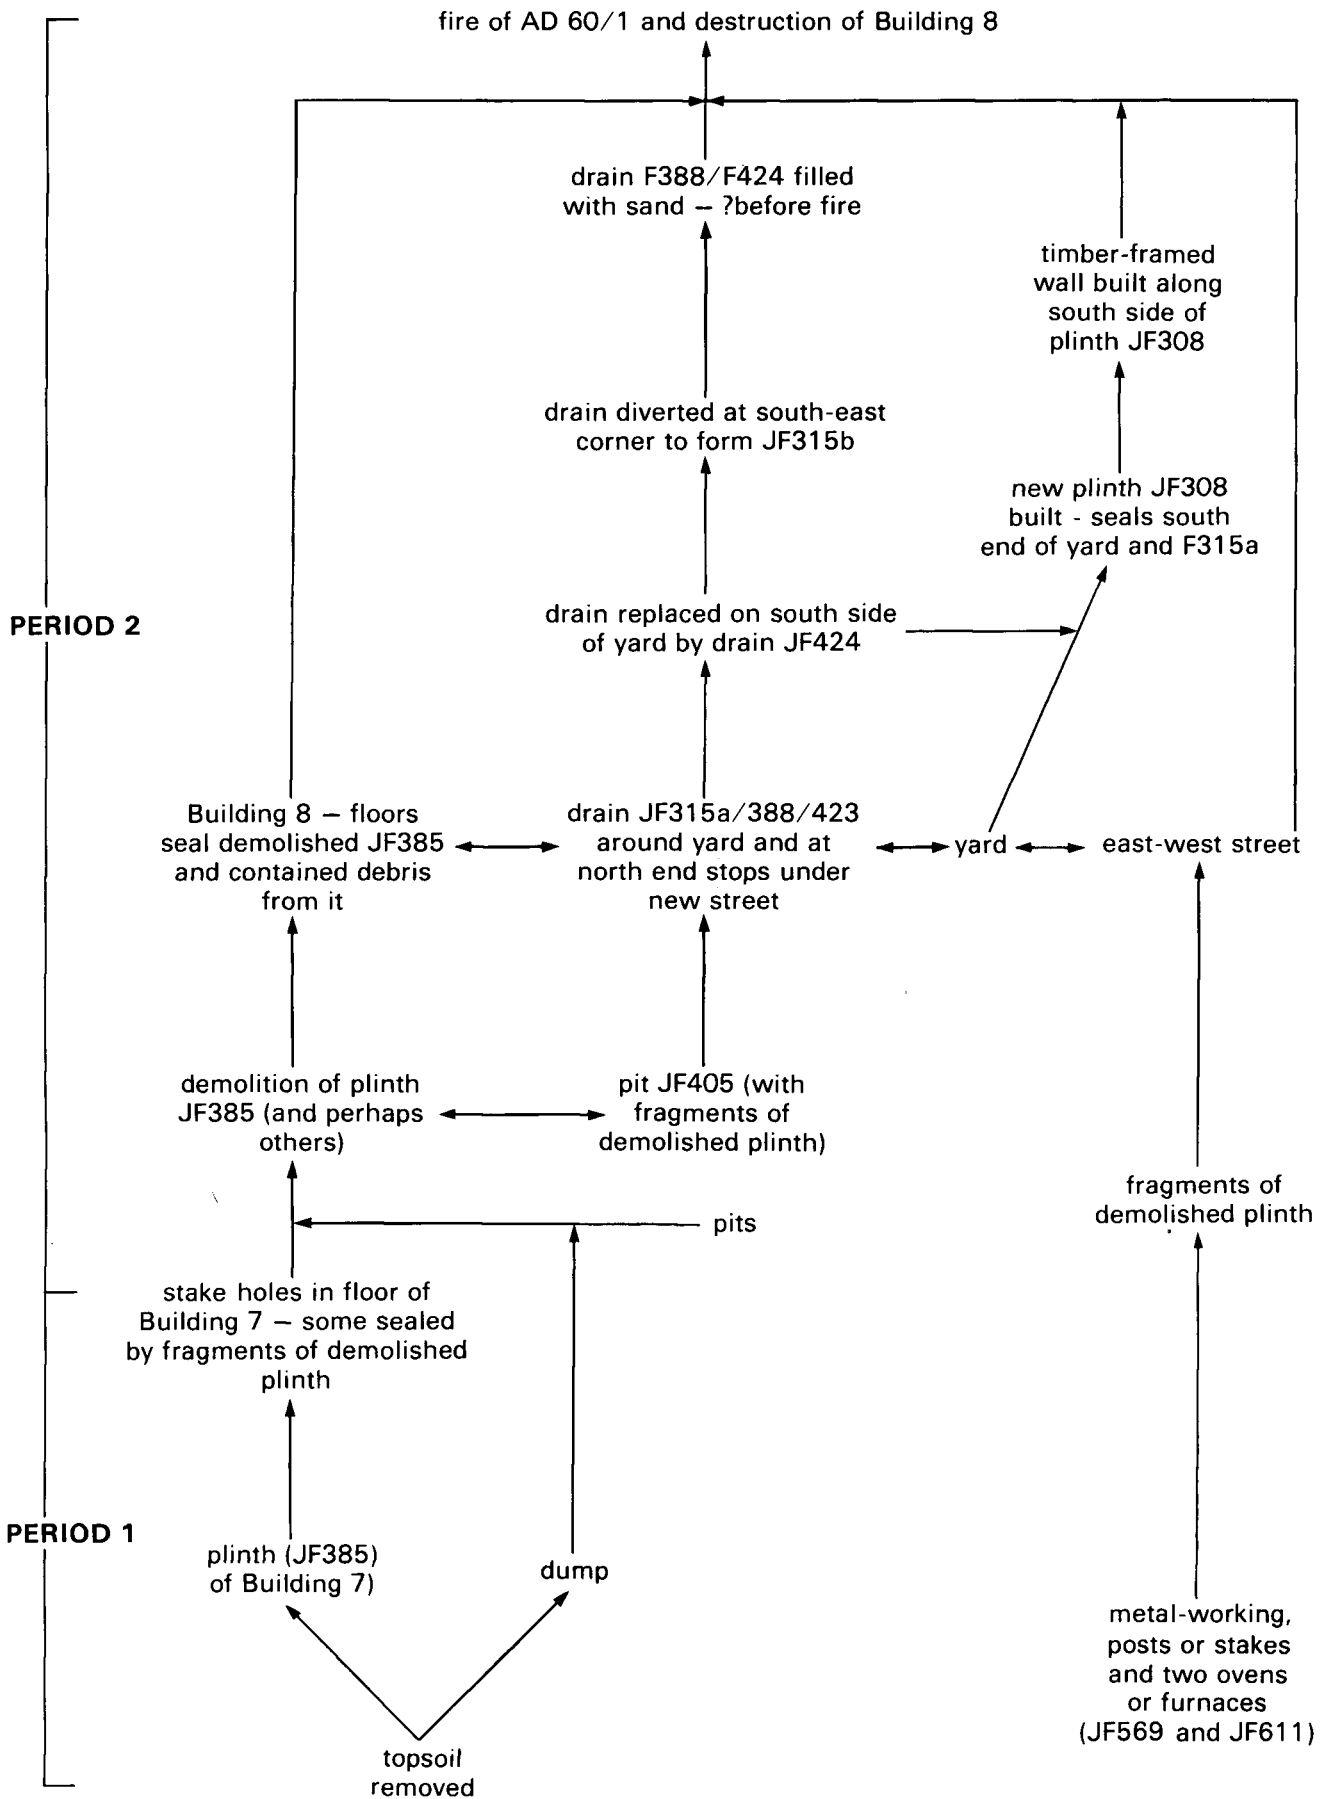 fire of AD 60/1 and destruction of Building 8
drain F388/F424 filled
with sand – ?before fire
timber-framed
wall built along
south side of
plinth JF308
drain diverted at south-east
corner to form JF315b
new plinth JF308
built - seals south
end of yard and F315a
drain replaced on south side
of yard by drain JF424
PERIOD 2
Building 8 – floors
seal demolished JF385
and contained debris
from it
drain JF315a/388/423
around yard and at
north end stops under
new street
yard
east-west street
demolition of plinth
JF385 (and perhaps
others)
pit JF405 (with
fragments of
demolished plinth)
fragments of
demolished plinth
pits
stake holes in floor of
Building 7 – some sealed
by fragments of demolished
plinth
PERIOD 1
plinth (JF385)
of Building 7)
dump
metal-working,
posts or stakes
and two ovens
or furnaces
(JF569 and JF611)
topsoil
removed